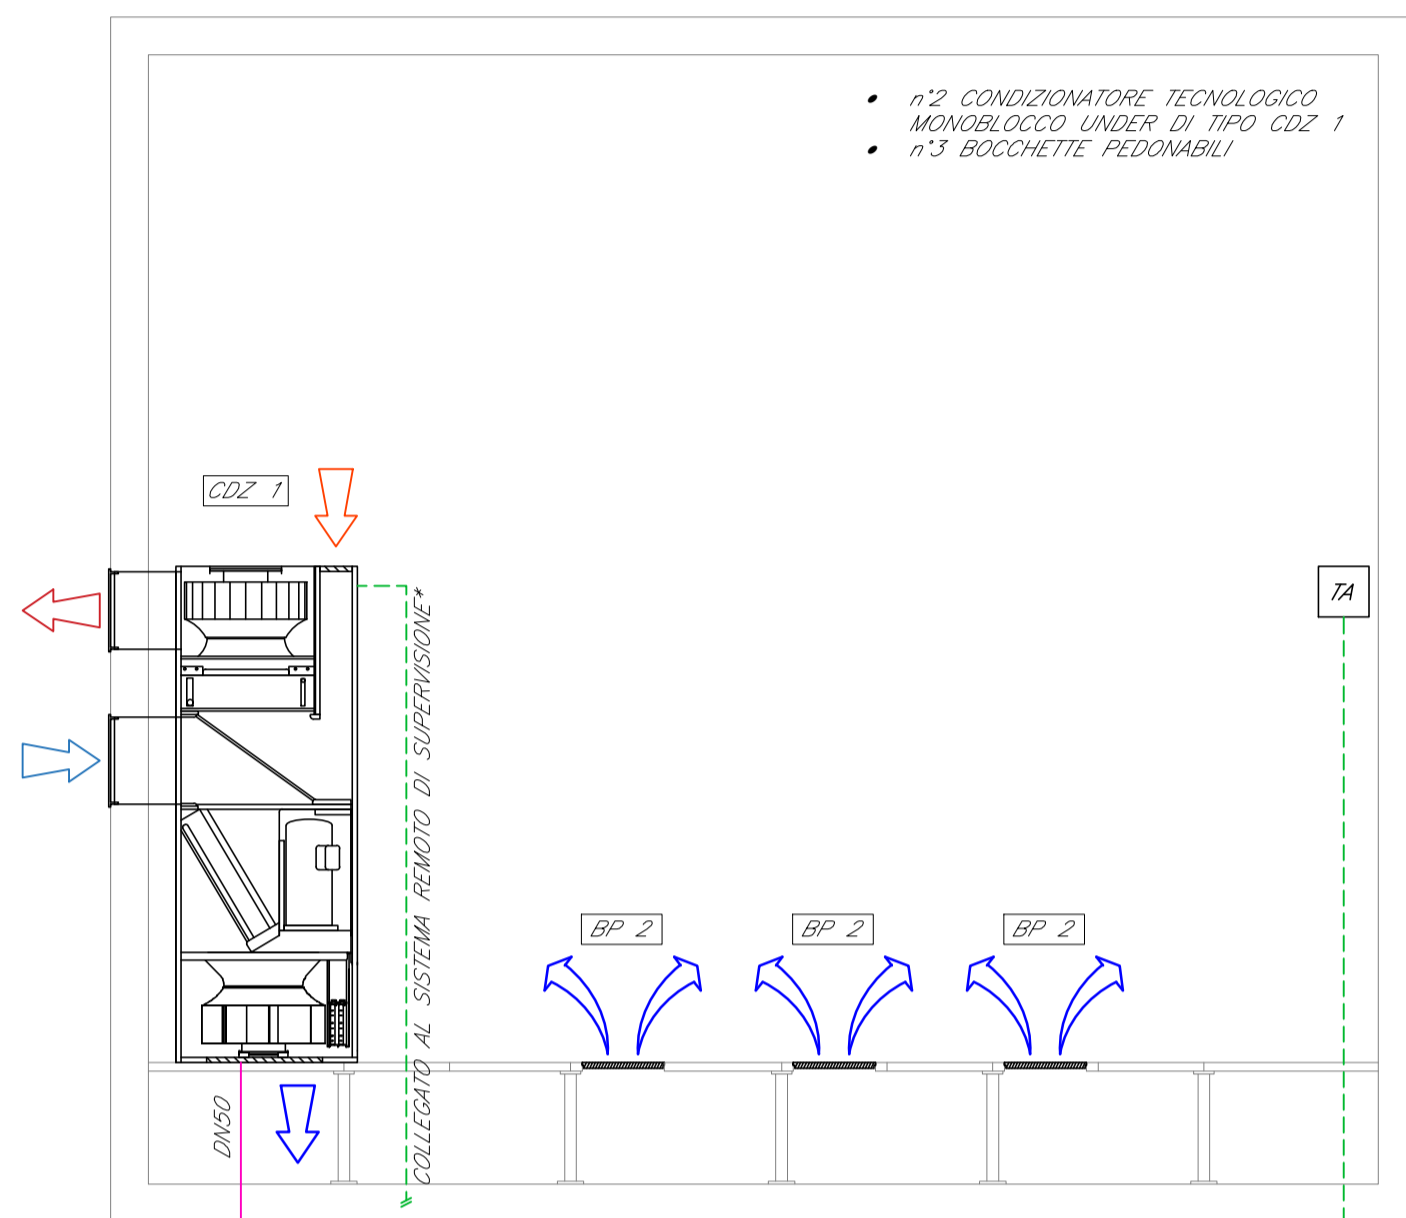 n°2 CONDIZIONATORE TECNOLOGICO
MONOBLOCCO UNDER DI TIPO CDZ 1
n°3 BOCCHETTE PEDONABILI
CDZ 1
TA
COLLEGATO AL SISTEMA REMOTO DI SUPERVISIONE*
BP 2
BP 2
BP 2
DN50